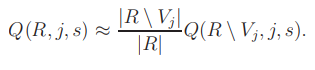 Q(R, j, s) ≈ |R \ V_j| / |R| Q(R \ V_j, j, s).